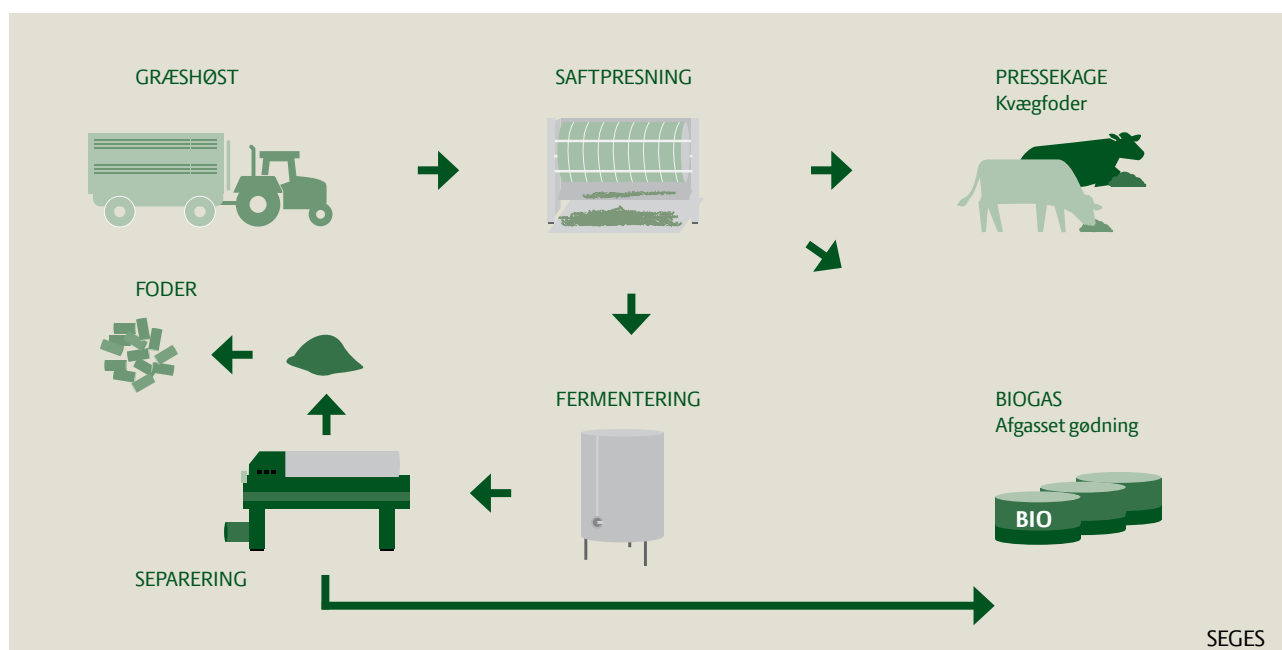 GRÆSHØST
SAFTPRESNING
PRESSEKAGE
Kvægfoder
FODER
FERMENTERING
BIOGAS
Afgasset gødning
BIO
SEPARERING
SEGES